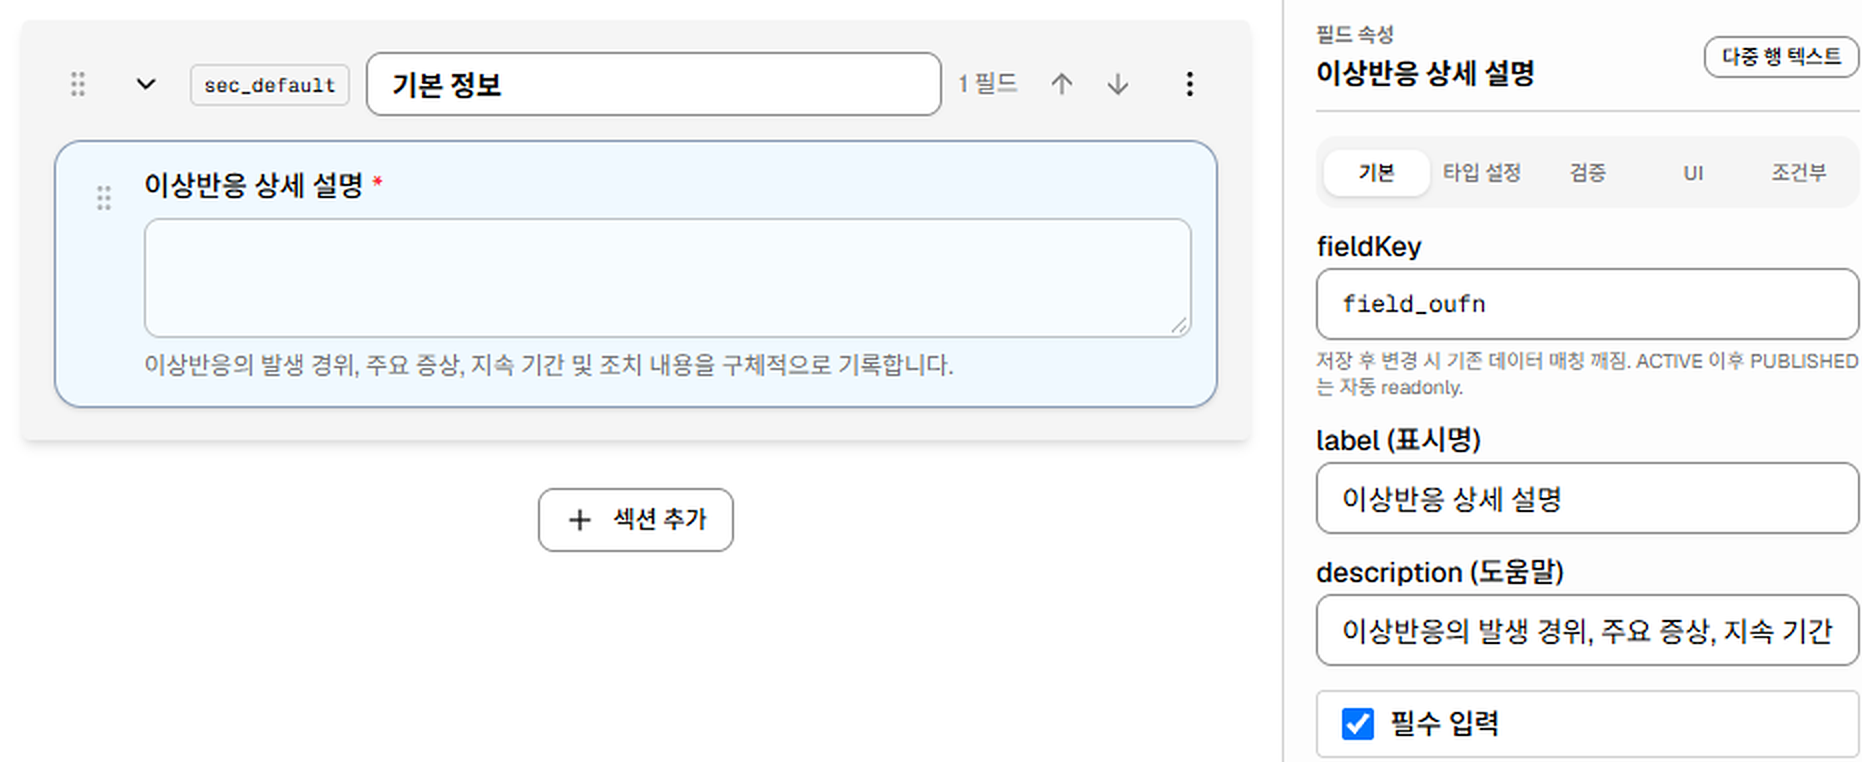 sec_default
기본 정보
1 필드
이상반응 상세 설명 *
이상반응의 발생 경위, 주요 증상, 지속 기간 및 조치 내용을 구체적으로 기록합니다.
+ 섹션 추가
필드 속성
이상반응 상세 설명
다중 행 텍스트
기본
타입 설정
검증
UI
조건부
fieldKey
field_oufn
저장 후 변경 시 기존 데이터 매칭 깨짐. ACTIVE 이후 PUBLISHED
는 자동 readonly.
label (표시명)
이상반응 상세 설명
description (도움말)
이상반응의 발생 경위, 주요 증상, 지속 기간
필수 입력